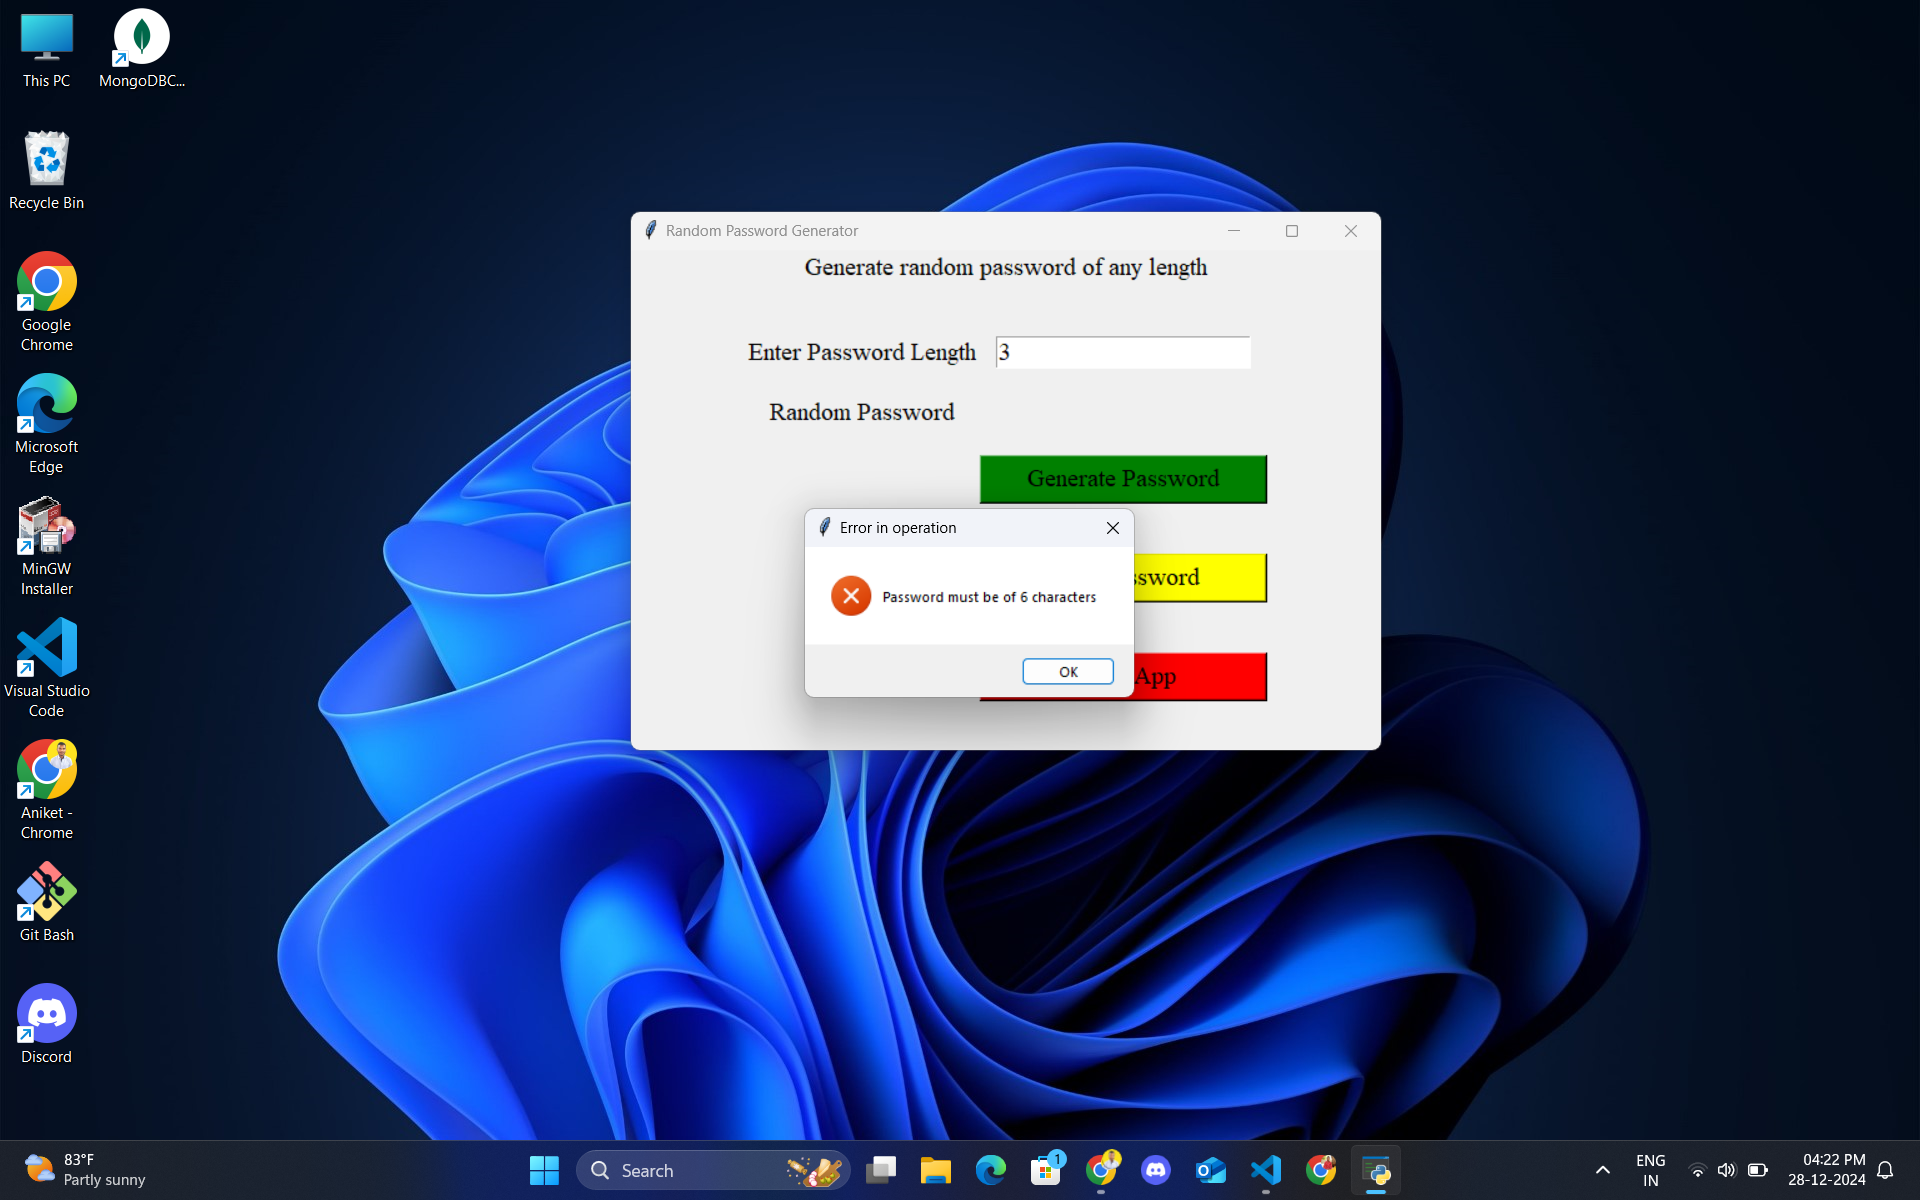 This PC
MongoDBC...
Recycle Bin
Google
Chrome
Microsoft
Edge
MinGW
Installer
Visual Studio
Code
Aniket -
Chrome
Git Bash
Discord
Random Password Generator
Generate random password of any length
Enter Password Length 3
Random Password
Generate Password
ssword
App
Error in operation
Password must be of 6 characters
OK
83°F
Partly sunny
Search
1
ENG
IN
04:22 PM
28-12-2024